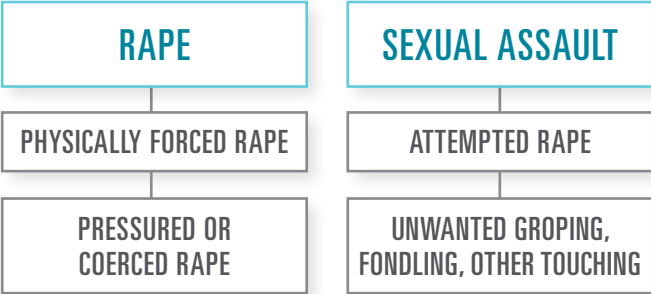 RAPE
PHYSICALLY FORCED RAPE
PRESSURED OR
COERCED RAPE
SEXUAL ASSAULT
ATTEMPTED RAPE
UNWANTED GROPING,
FONDLING, OTHER TOUCHING